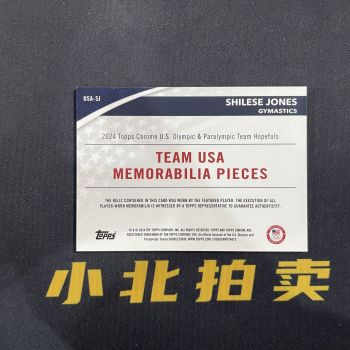 USA-SJ
SHILESE JONES
GYMASTICS
2024 Topps Chrome U.S. Olympic & Paralympic Team Hopefuls
TEAM USA
MEMORABILIA PIECES
THE RELIC CONTAINED IN THIS CARD WAS WORN BY THE FEATURED PLAYER. THE EXECUTION OF ALL
PLAYER-WORN MEMORABILIA IS WITNESSED BY A TOPPS REPRESENTATIVE TO GUARANTEE AUTHENTICITY.
Topps
小北拍卖